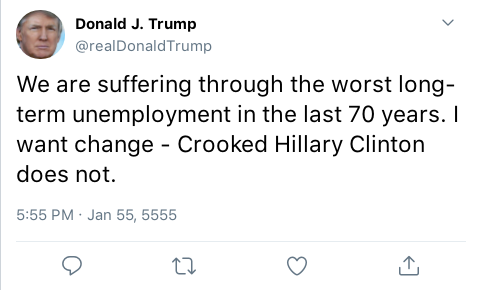 Donald J. Trump
@realDonaldTrump
We are suffering through the worst long-
term unemployment in the last 70 years. I
want change - Crooked Hillary Clinton
does not.
5:55 PM · Jan 55, 5555